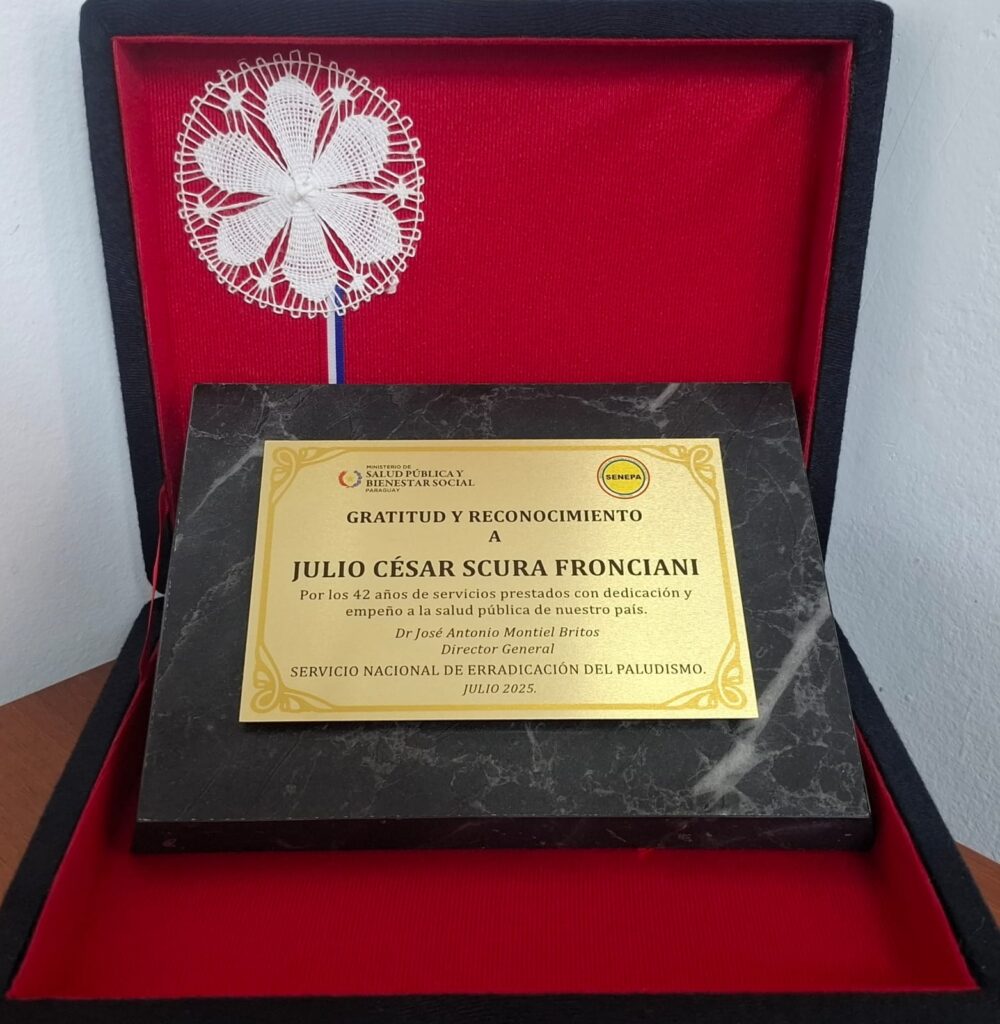 MINISTERIO DE
SALUD PÚBLICA Y
BIENESTAR SOCIAL
PARAGUAY
SENEPA
GRATITUD Y RECONOCIMIENTO
A
JULIO CÉSAR SCURA FRONCIANI
Por los 42 años de servicios prestados con dedicación y
empeño a la salud pública de nuestro país.
Dr José Antonio Montiel Britos
Director General
SERVICIO NACIONAL DE ERRADICACIÓN DEL PALUDISMO.
JULIO 2025.